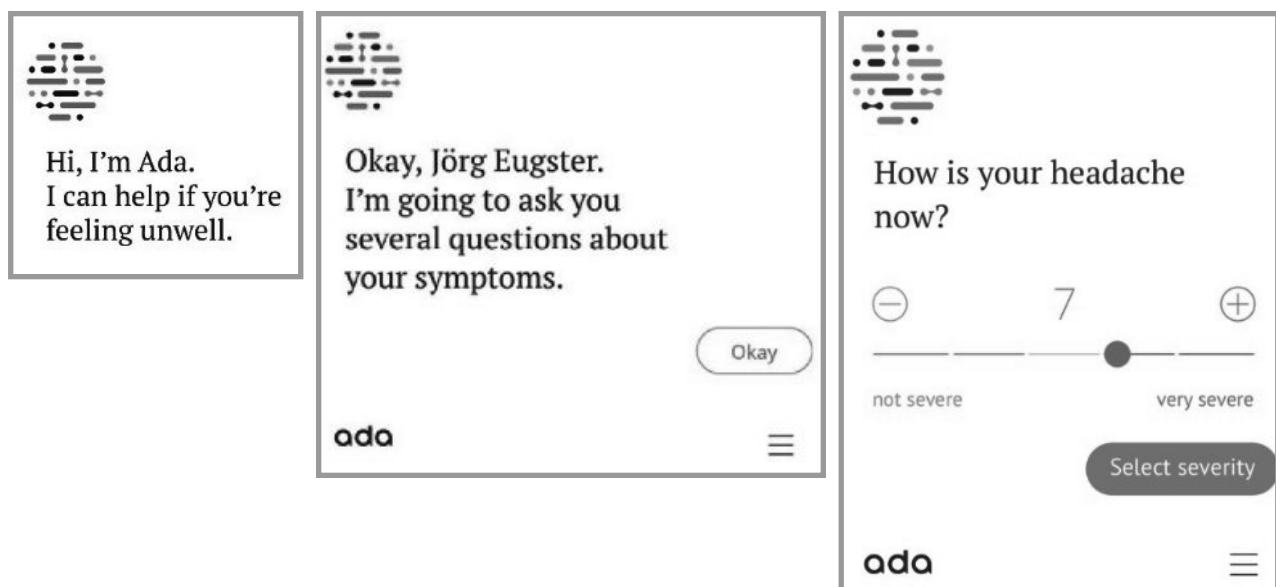 Hi, I'm Ada.
I can help if you're
feeling unwell.
Okay, Jörg Eugster.
I'm going to ask you
several questions about
your symptoms.
Okay
ada
How is your headache
now?
7
not severe
very severe
Select severity
ada